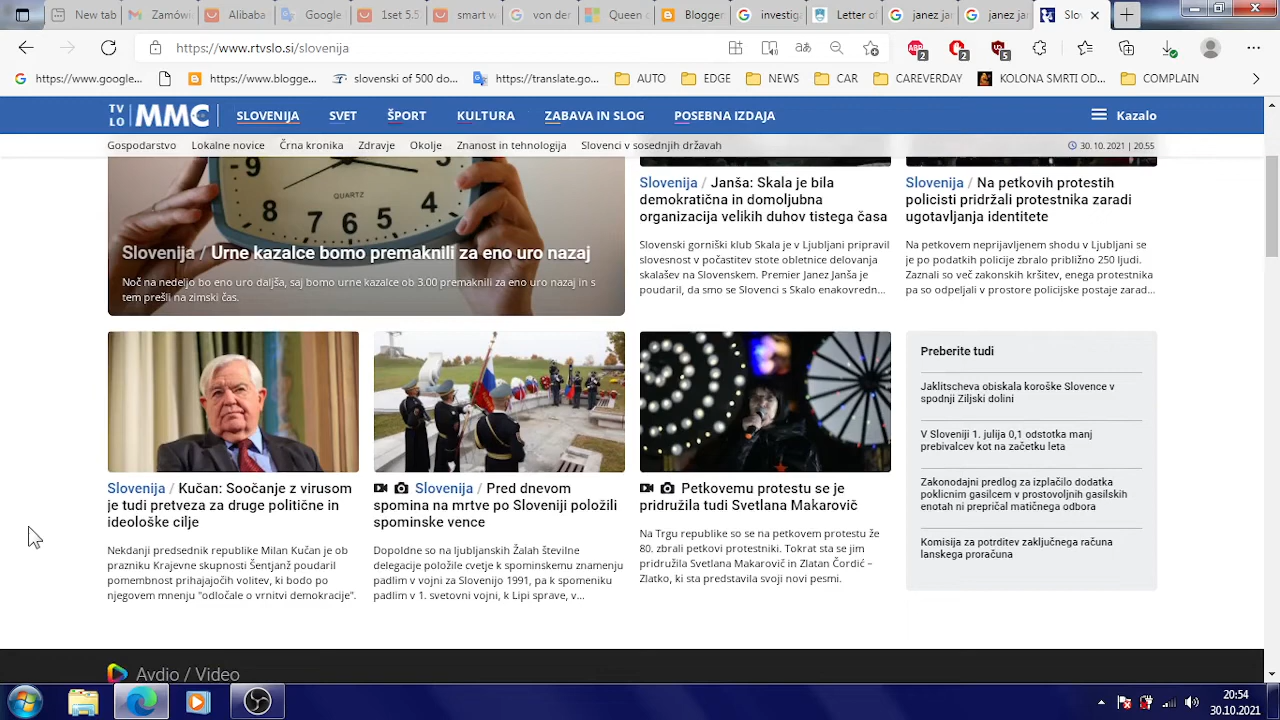 New tab
Zamów
Alibaba
Google
1set 5.5
smart w
von d
Queen
Blogge
investig
Letter of
janez ja
janez ja
Slo
https://www.rtvslo.si/slovenija
2
2
5
https://www.google...
https://www.blogge...
slovenski of 500 do...
https://translate.go...
AUTO
EDGE
NEWS
CAR
CAREVERDAY
KOLONA SMRTI OD...
COMPLAIN
TV
LO
MMC
SLOVENIJA
SVET
ŠPORT
KULTURA
ZABAVA IN SLOG
POSEBNA IZDAJA
Kazalo
Gospodarstvo
Lokalne novice
Črna kronika
Zdravje
Okolje
Znanost in tehnologija
Slovenci v sosednjih državah
30. 10. 2021 | 20.55
9
8
7
6
5
4
QUARTZ
Slovenija / Urne kazalce bomo premaknili za eno uro nazaj
Noč na nedeljo bo eno uro daljša, saj bomo urne kazalce ob 3.00 premaknili za eno uro nazaj in s
tem prešli na zimski čas.
Slovenija / Janša: Skala je bila
demokratična in domoljubna
organizacija velikih duhov tistega časa
Slovenski gorniški klub Skala je v Ljubljani pripravil
slovesnost v počastitev stote obletnice delovanja
skalašev na Slovenskem. Premier Janez Janša je
poudaril, da smo se Slovenci s Skalo enakovredn...
Slovenija / Na petkovih protestih
policisti pridržali protestnika zaradi
ugotavljanja identitete
Na petkovem neprijavljenem shodu v Ljubljani se
je po podatkih policije zbralo približno 250 ljudi.
Zaznali so več zakonskih kršitev, enega protestnika
pa so odpeljali v prostore policijske postaje zarad...
Slovenija / Kučan: Soočanje z virusom
je tudi pretveza za druge politične in
ideološke cilje
Nekdanji predsednik republike Milan Kučan je ob
prazniku Krajevne skupnosti Šentjanž poudaril
pomembnost prihajajočih volitev, ki bodo po
njegovem mnenju "odločale o vrnitvi demokracije".
Slovenija / Pred dnevom
spomina na mrtve po Sloveniji položili
spominske vence
Dopoldne so na ljubljanskih Žalah številne
delegacije položile cvetje k spominskemu znamenju
padlim v vojni za Slovenijo 1991, pa k spomeniku
padlim v 1. svetovni vojni, k Lipi sprave, v...
Petkovemu protestu se je
pridružila tudi Svetlana Makarovič
Na Trgu republike so se na petkovem protestu že
80. zbrali petkovi protestniki. Tokrat sta se jim
pridružila Svetlana Makarovič in Zlatan Čordić –
Zlatko, ki sta predstavila svoji novi pesmi.
Preberite tudi
Jaklitscheva obiskala koroške Slovence v
spodnji Ziljski dolini
V Sloveniji 1. julija 0,1 odstotka manj
prebivalcev kot na začetku leta
Zakonodajni predlog za izplačilo dodatka
poklicnim gasilcem v prostovoljnih gasilskih
enotah ni prepričal matičnega odbora
Komisija za potrditev zaključnega računa
lanskega proračuna
Avdio / Video
20:54
30.10.2021